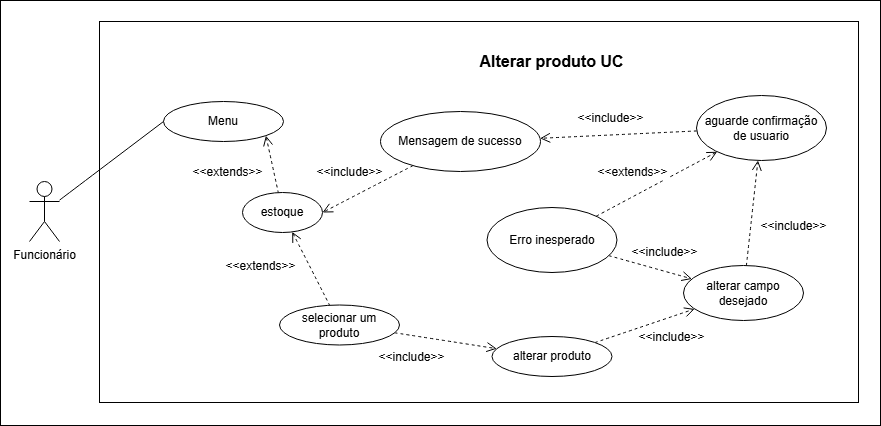 Alterar produto UC
Menu
Mensagem de sucesso
<<include>>
aguarde confirmação
de usuario
<<extends>>
<<include>>
<<extends>>
estoque
Erro inesperado
<<include>>
Funcionário
<<extends>>
<<include>>
alterar campo
desejado
selecionar um
produto
<<include>>
alterar produto
<<include>>